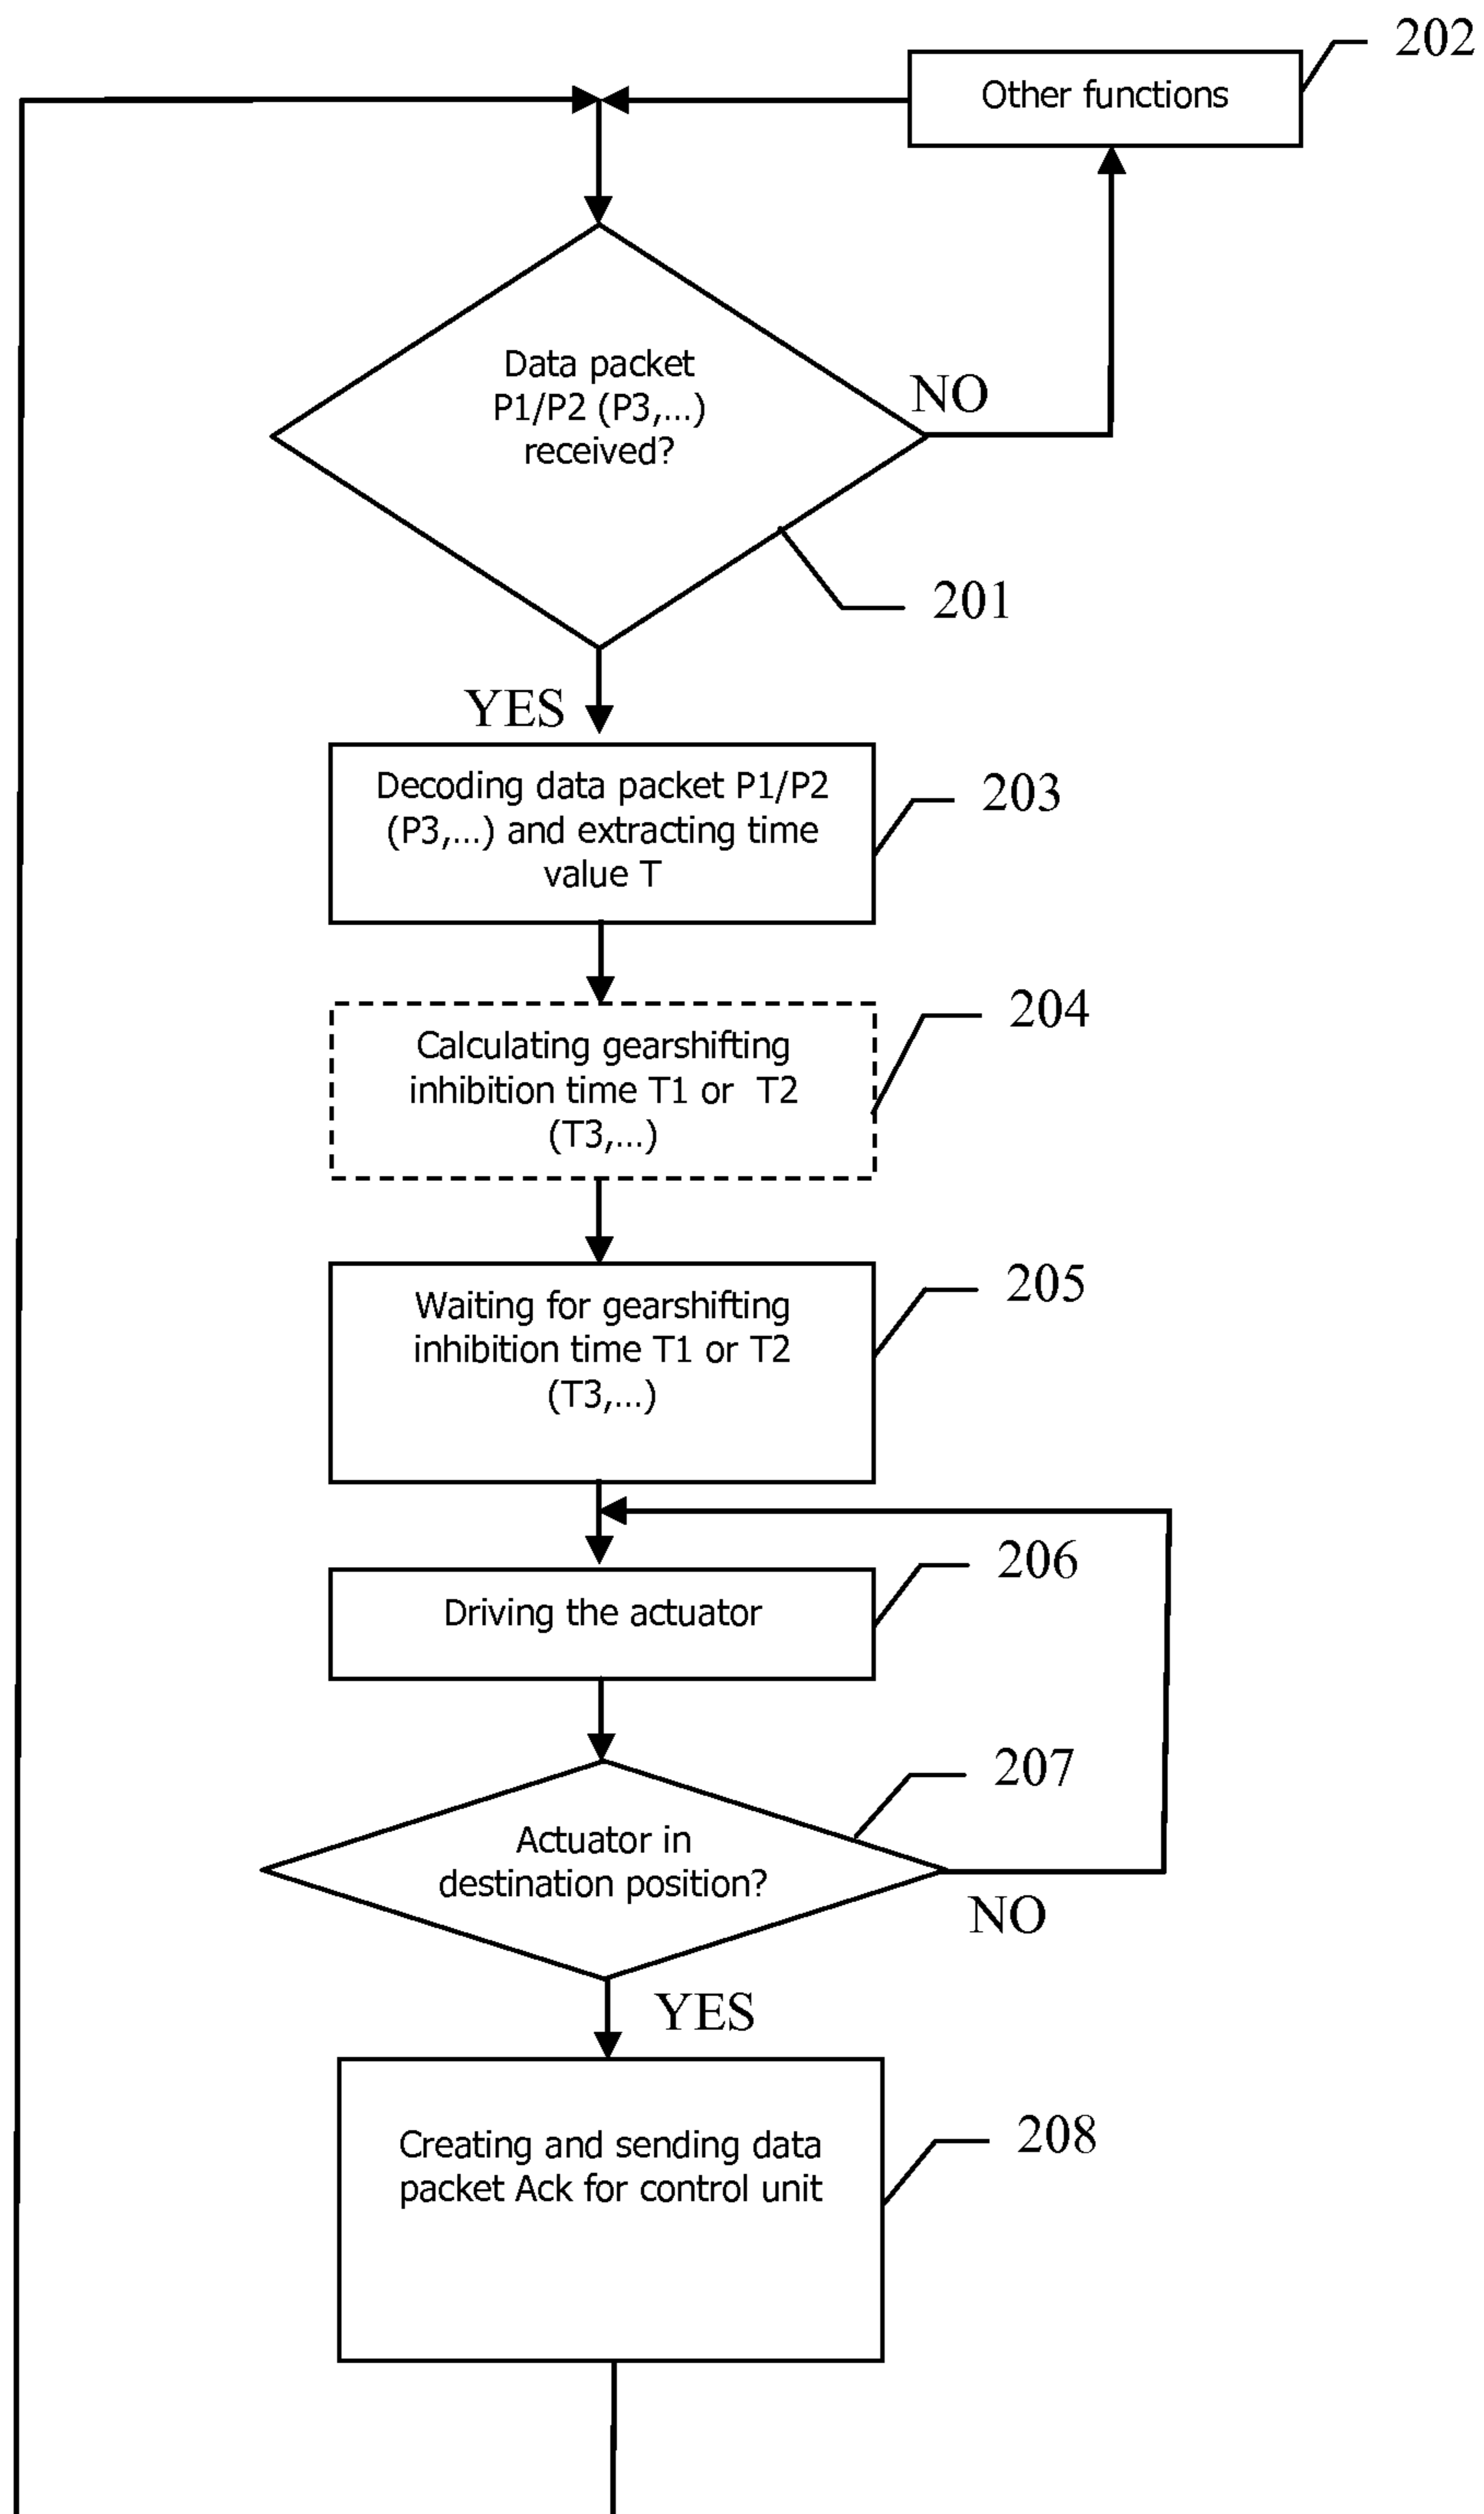 202
Other functions
Data packet
P1/P2 (P3,...)
received?
NO
201
YES
Decoding data packet P1/P2
(P3,...) and extracting time
value T
203
204
Calculating gearshifting
inhibition time T1 or T2
(T3,...)
205
Waiting for gearshifting
inhibition time T1 or T2
(T3,...)
206
Driving the actuator
207
Actuator in
destination position?
NO
YES
Creating and sending data
packet Ack for control unit
208